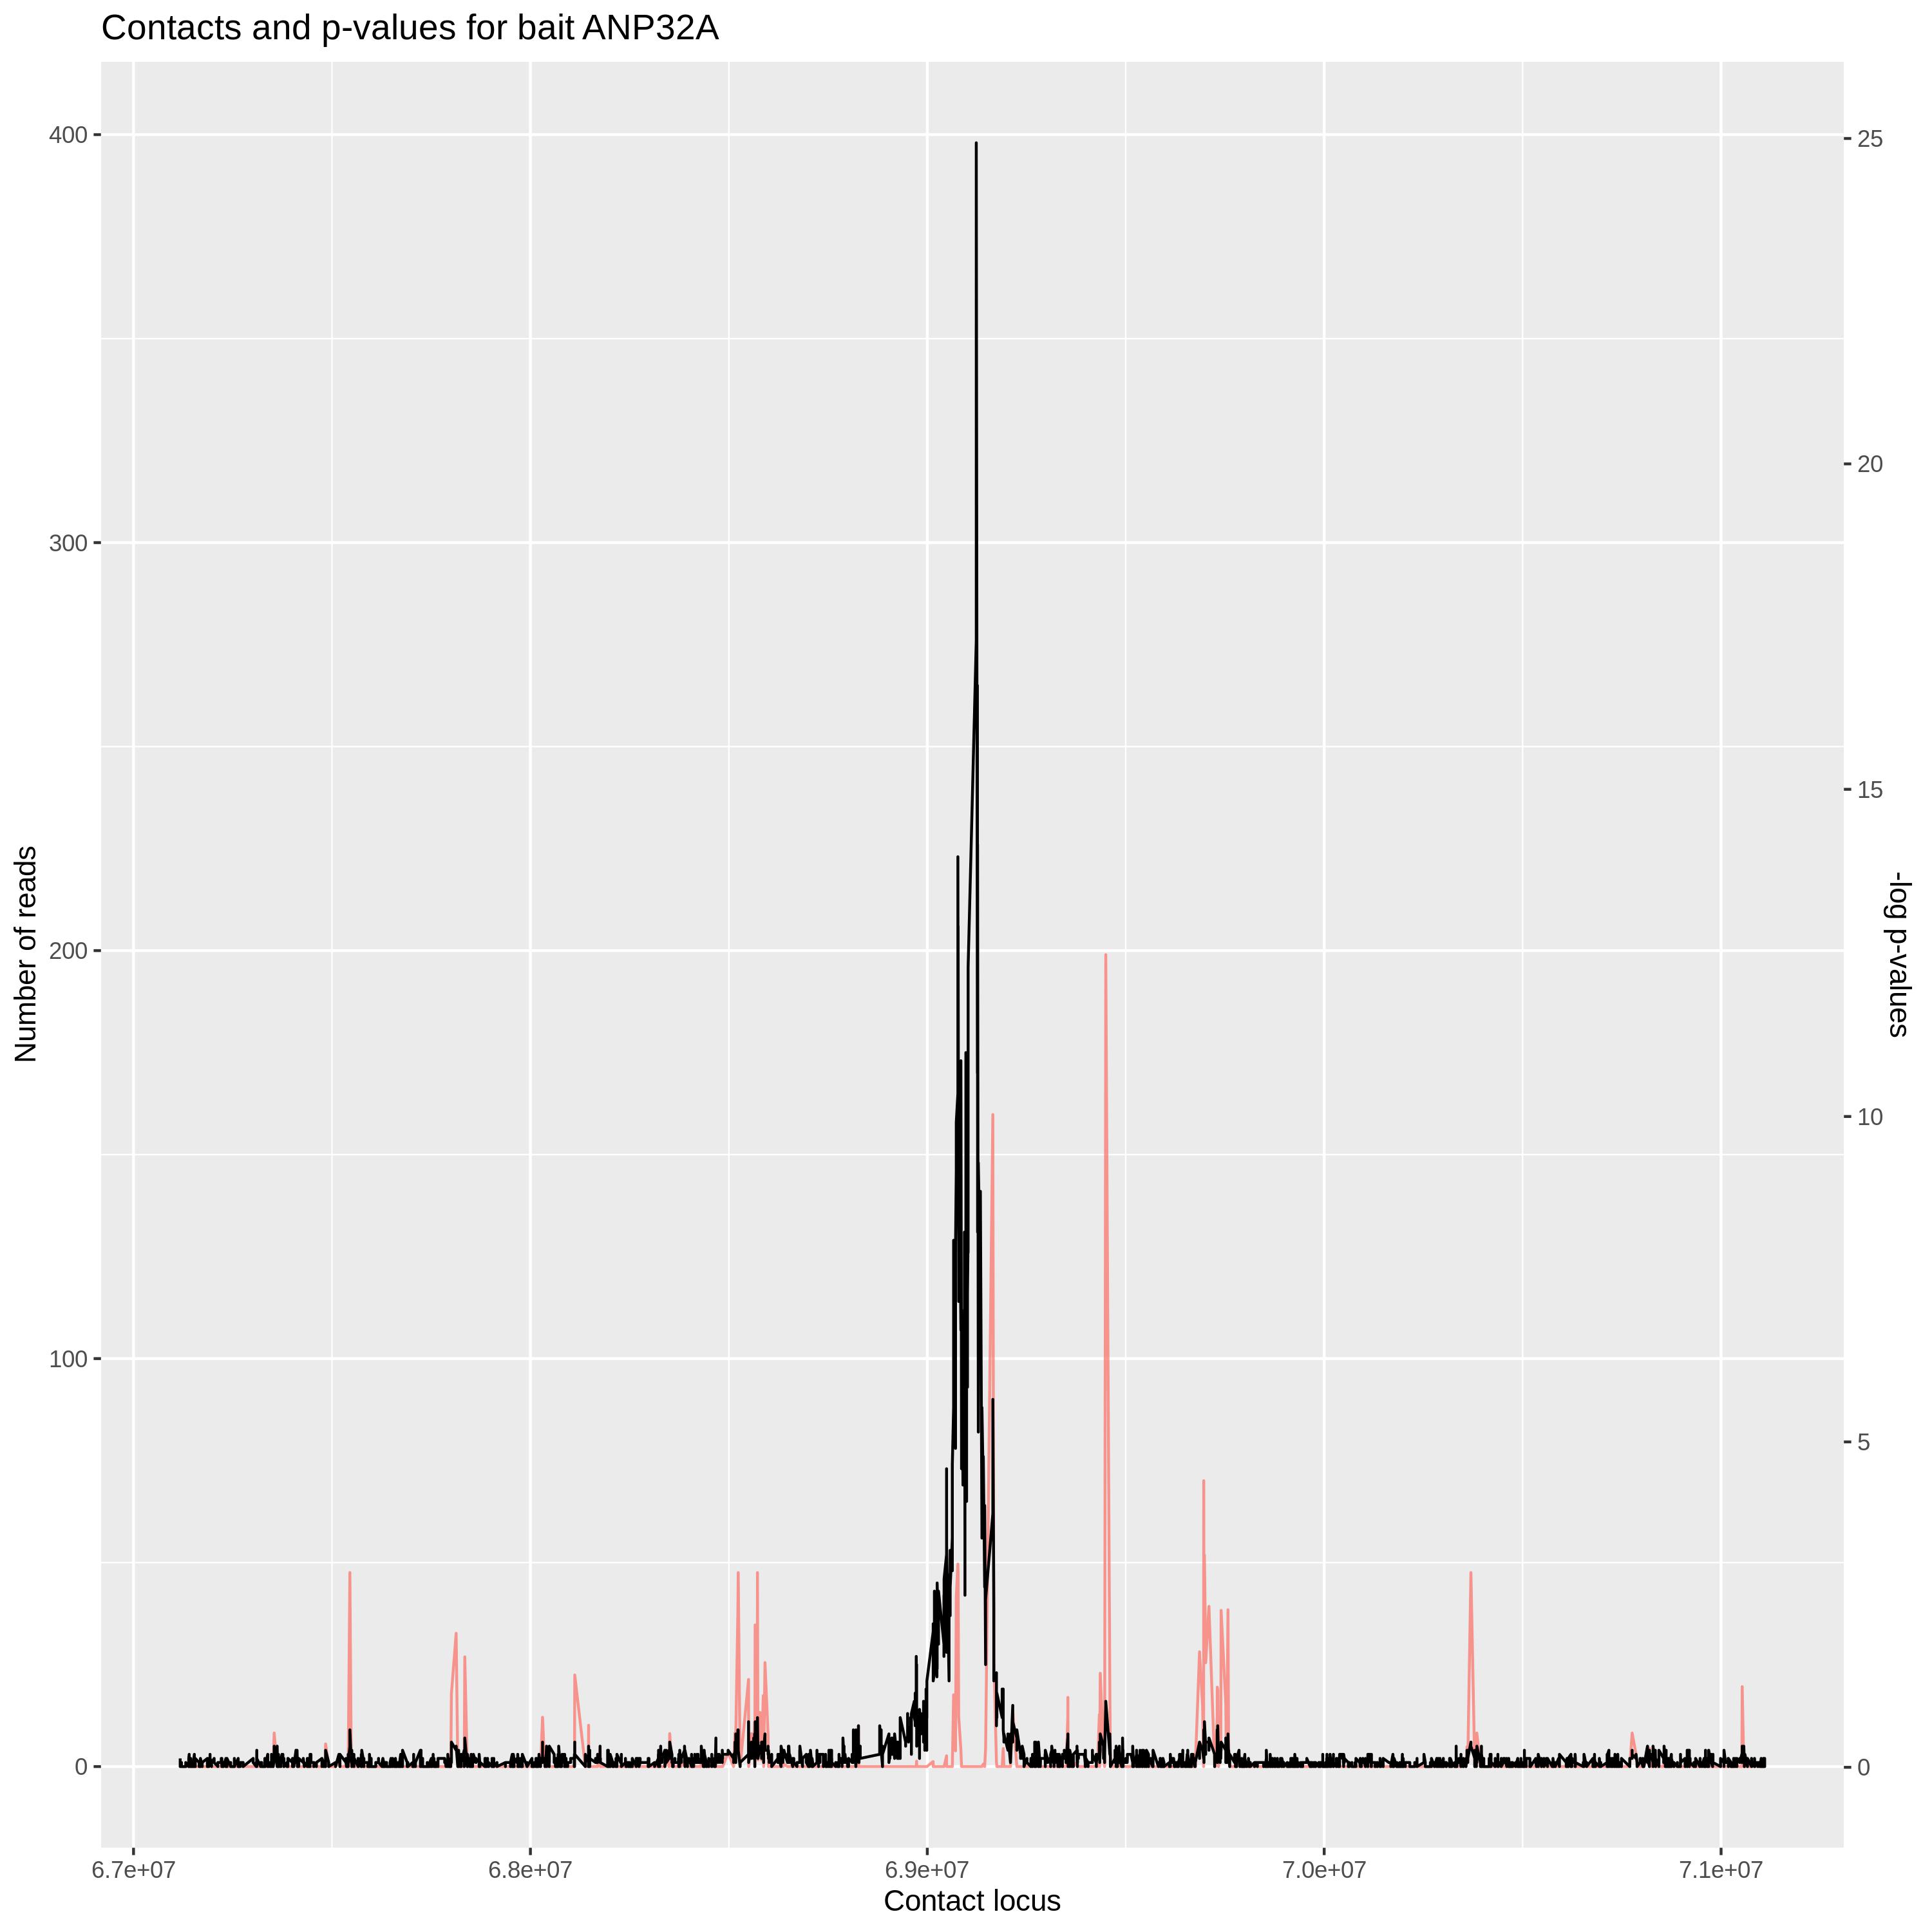 Contacts and p-values for bait ANP32A
400
300
200
100
0
Number of reads
25
20
15
10
5
0
-log p-values
6.7e+07 6.8e+07 6.9e+07 7.0e+07 7.1e+07
Contact locus